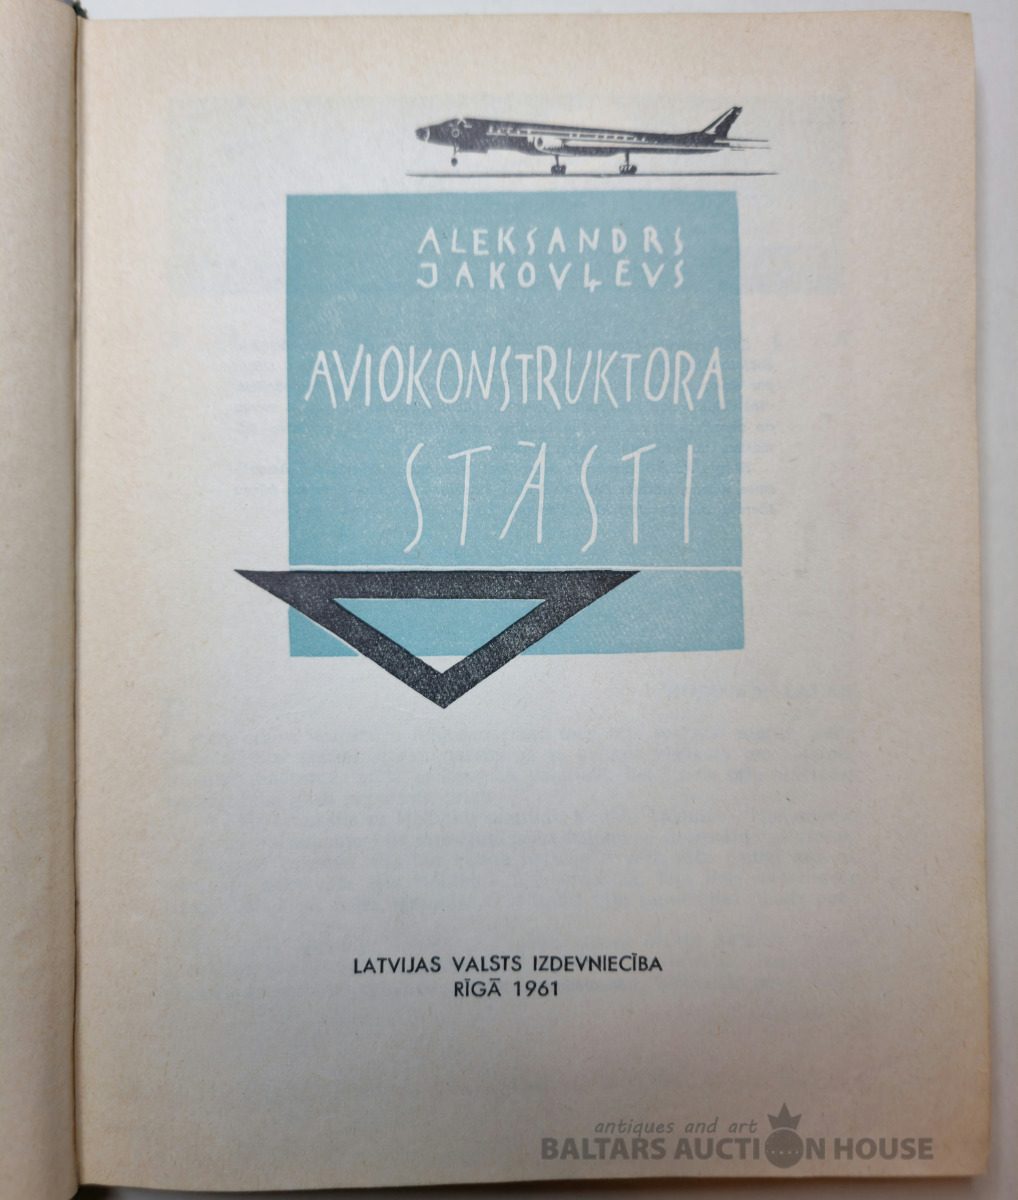 ALEKSANDRS
JAKOVĻEVS
AVIOKONSTRUKTORA
STĀSTI
LATVIJAS VALSTS IZDEVNIECĪBA
RĪGĀ 1961
antiques and art
BALTARS AUCTION HOUSE